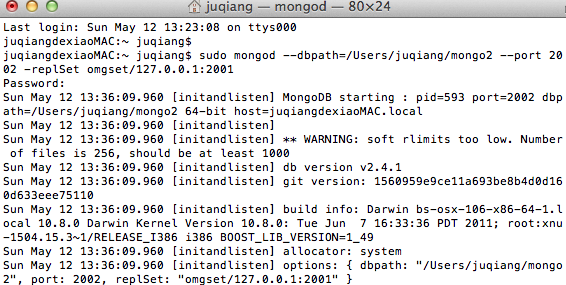 juqiang — mongod — 80×24
Last login: Sun May 12 13:23:08 on ttys000
juqiangdexiaoMAC:~ juqiang$
juqiangdexiaoMAC:~ juqiang$ sudo mongod --dbpath=/Users/juqiang/mongo2 --port 20
02 -replSet omgset/127.0.0.1:2001
Password:
Sun May 12 13:36:09.960 [initandlisten] MongoDB starting : pid=593 port=2002 dbp
ath=/Users/juqiang/mongo2 64-bit host=juqiangdexiaoMAC.local
Sun May 12 13:36:09.960 [initandlisten]
Sun May 12 13:36:09.960 [initandlisten] ** WARNING: soft rlimits too low. Number
 of files is 256, should be at least 1000
Sun May 12 13:36:09.960 [initandlisten] db version v2.4.1
Sun May 12 13:36:09.960 [initandlisten] git version: 1560959e9ce11a693be8b4d0d16
0d633eee75110
Sun May 12 13:36:09.960 [initandlisten] build info: Darwin bs-osx-106-x86-64-1.l
ocal 10.8.0 Darwin Kernel Version 10.8.0: Tue Jun  7 16:33:36 PDT 2011; root:xnu
-1504.15.3~1/RELEASE_I386 i386 BOOST_LIB_VERSION=1_49
Sun May 12 13:36:09.960 [initandlisten] allocator: system
Sun May 12 13:36:09.960 [initandlisten] options: { dbpath: "/Users/juqiang/mongo
2", port: 2002, replSet: "omgset/127.0.0.1:2001" }